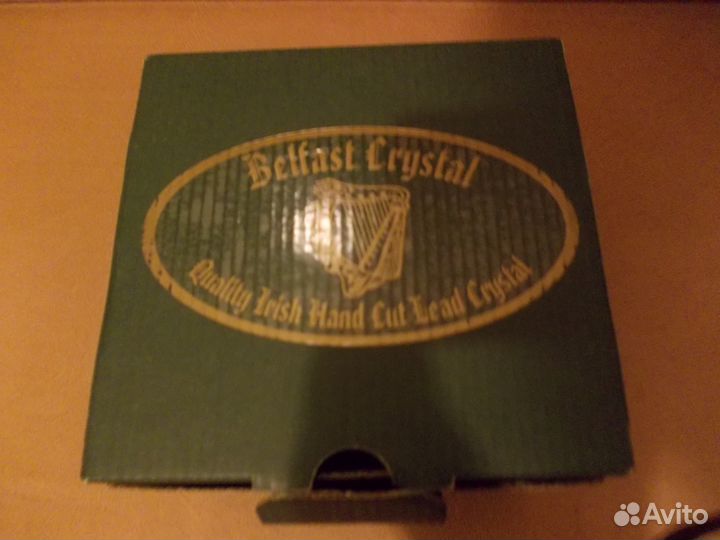 Belfast Crystal
Quality Irish Hand Cut Lead Crystal
Avito